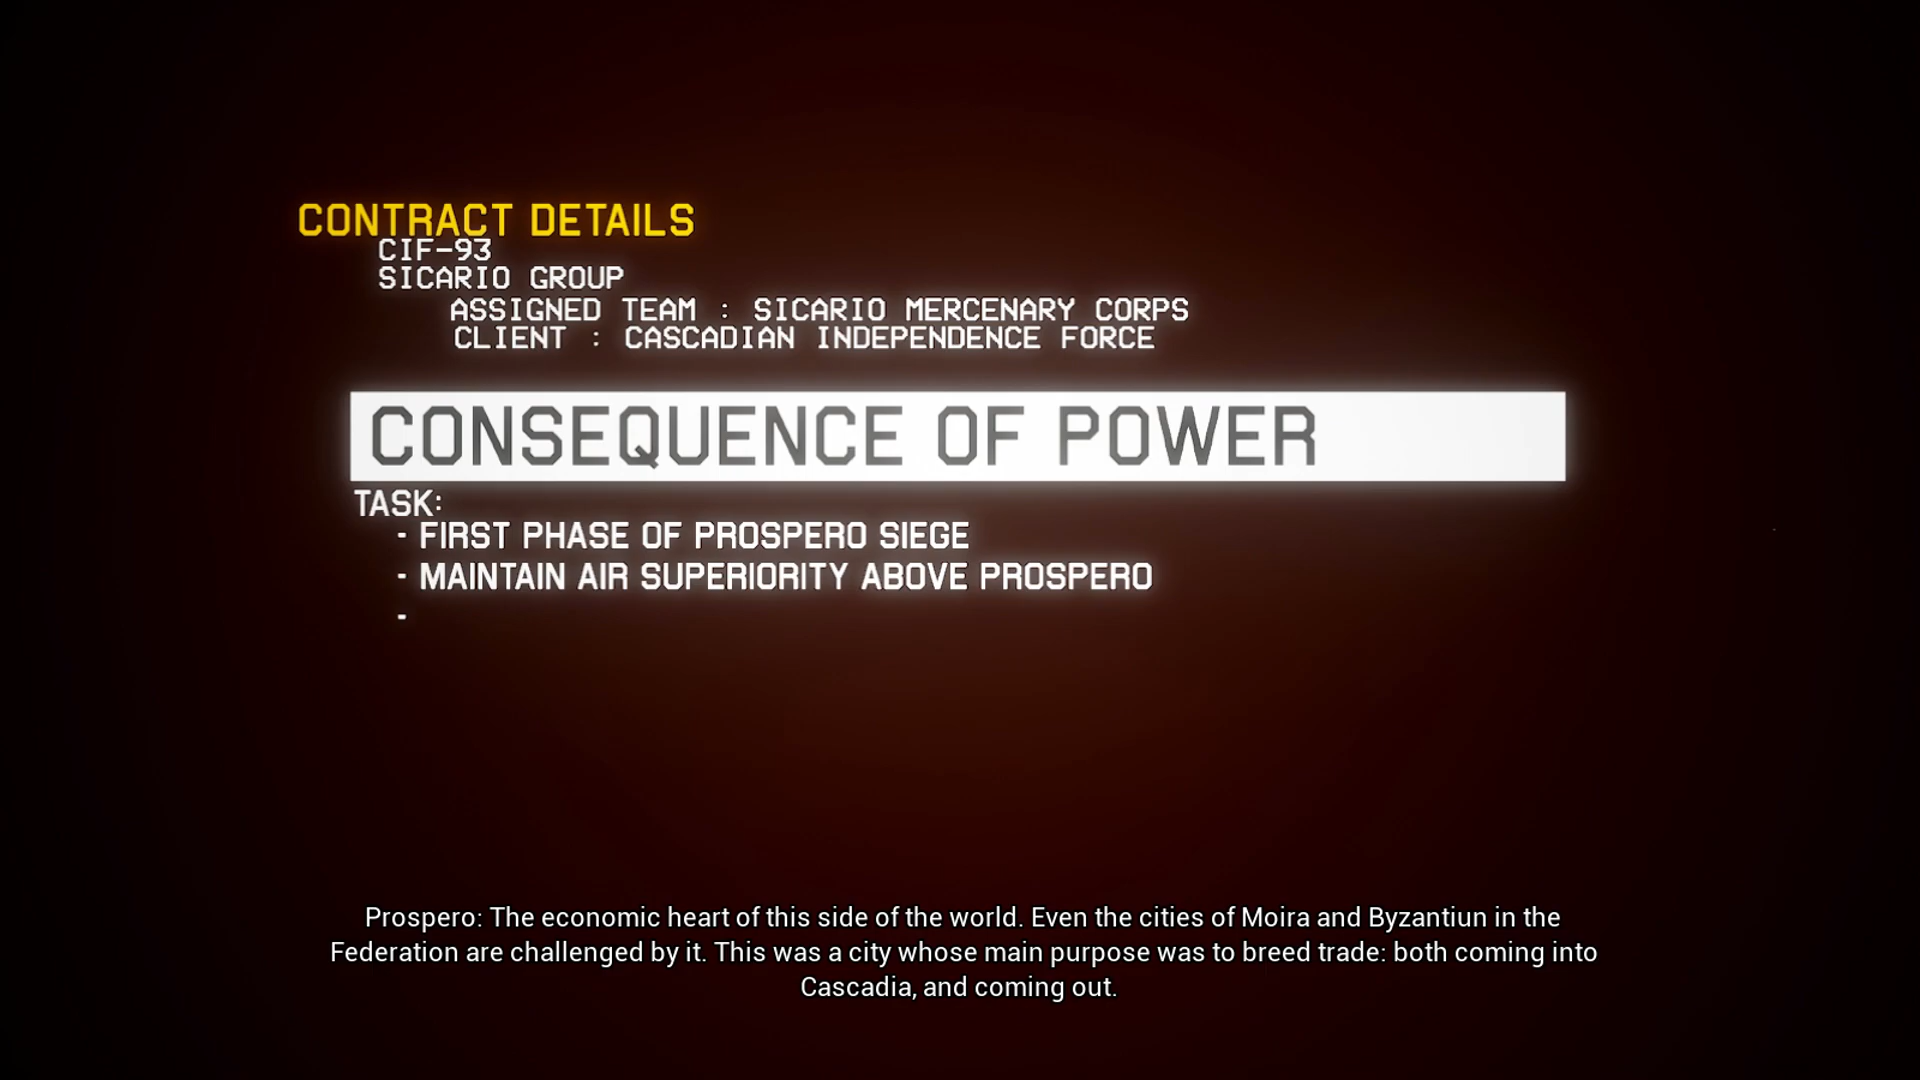 CONTRACT DETAILS
CIF-93
SICARIO GROUP
ASSIGNED TEAM : SICARIO MERCENARY CORPS
CLIENT : CASCADIAN INDEPENDENCE FORCE
CONSEQUENCE OF POWER
TASK:
- FIRST PHASE OF PROSPERO SIEGE
- MAINTAIN AIR SUPERIORITY ABOVE PROSPERO
-
Prospero: The economic heart of this side of the world. Even the cities of Moira and Byzantiun in the
Federation are challenged by it. This was a city whose main purpose was to breed trade: both coming into
Cascadia, and coming out.